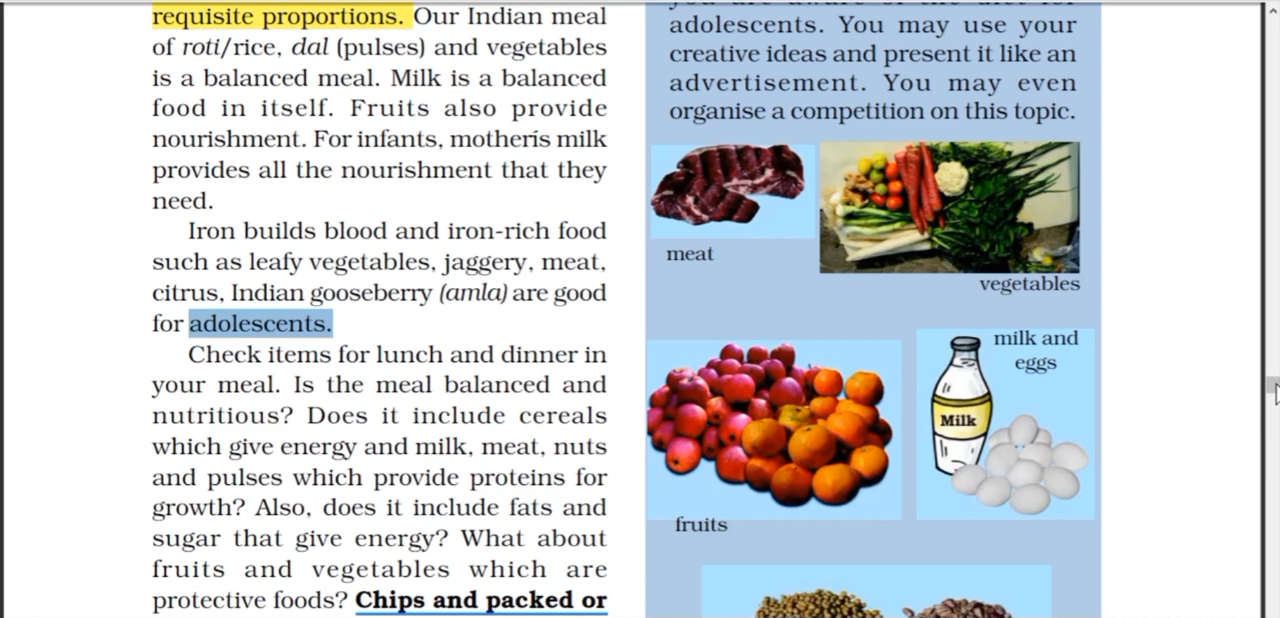 requisite proportions. Our Indian meal
of roti/rice, dal (pulses) and vegetables
is a balanced meal. Milk is a balanced
food in itself. Fruits also provide
nourishment. For infants, motherís milk
provides all the nourishment that they
need.
Iron builds blood and iron-rich food
such as leafy vegetables, jaggery, meat,
citrus, Indian gooseberry (amla) are good
for adolescents.
Check items for lunch and dinner in
your meal. Is the meal balanced and
nutritious? Does it include cereals
which give energy and milk, meat, nuts
and pulses which provide proteins for
growth? Also, does it include fats and
sugar that give energy? What about
fruits and vegetables which are
protective foods? Chips and packed or
you are aware of the diet for
adolescents. You may use your
creative ideas and present it like an
advertisement. You may even
organise a competition on this topic.
meat
vegetables
milk and
eggs
Milk
fruits